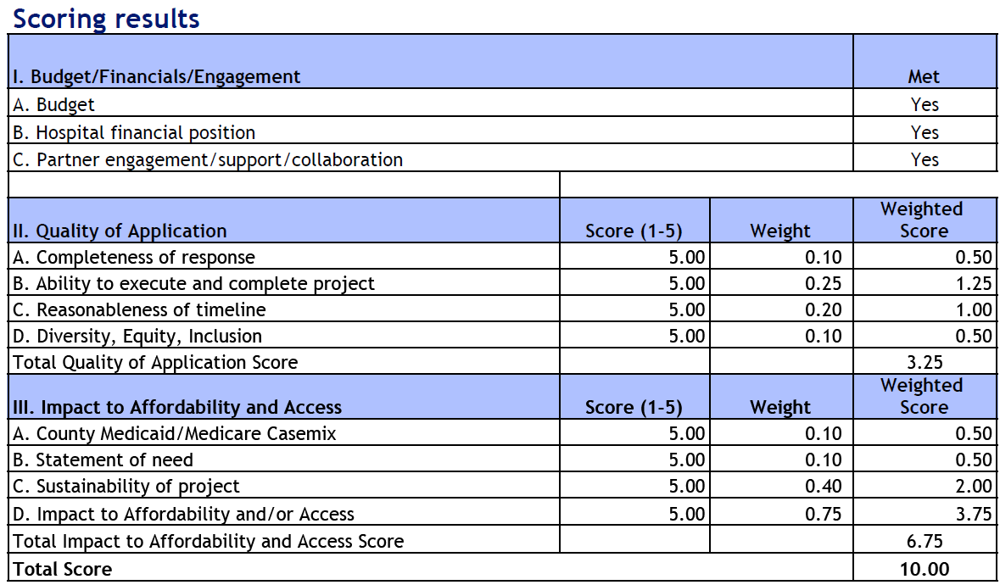 Scoring results
I. Budget/Financials/Engagement Met
A. Budget Yes
B. Hospital financial position Yes
C. Partner engagement/support/collaboration Yes
II. Quality of Application Score (1-5) Weight Weighted Score
A. Completeness of response 5.00 0.10 0.50
B. Ability to execute and complete project 5.00 0.25 1.25
C. Reasonableness of timeline 5.00 0.20 1.00
D. Diversity, Equity, Inclusion 5.00 0.10 0.50
Total Quality of Application Score 3.25
III. Impact to Affordability and Access Score (1-5) Weight Weighted Score
A. County Medicaid/Medicare Casemix 5.00 0.10 0.50
B. Statement of need 5.00 0.10 0.50
C. Sustainability of project 5.00 0.40 2.00
D. Impact to Affordability and/or Access 5.00 0.75 3.75
Total Impact to Affordability and Access Score 6.75
Total Score 10.00